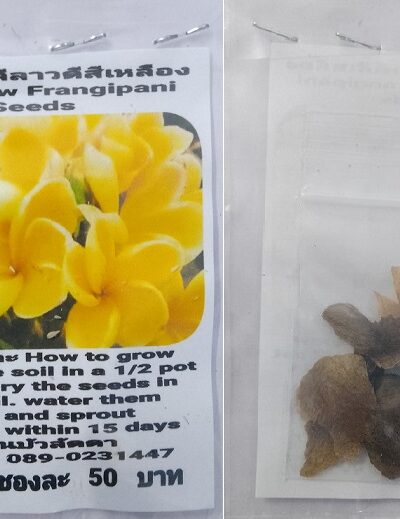 ลาวดีสีเหลือง
Frangipani
Seeds
How to grow
soil in a 1/2 pot
the seeds in
water them
and sprout
within 15 days
089-0231447
ซองละ 50 บาท